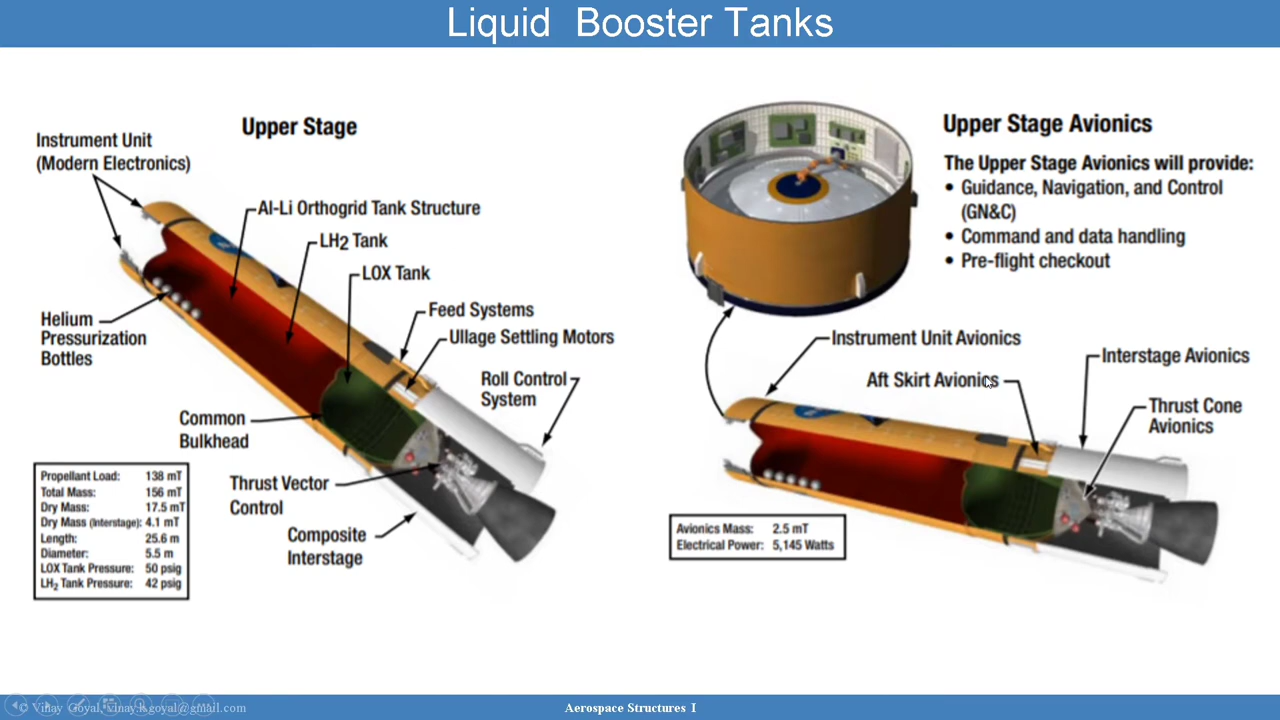 Liquid Booster Tanks
Upper Stage
Instrument Unit
(Modern Electronics)
Al-Li Orthogrid Tank Structure
LH2 Tank
LOX Tank
Feed Systems
Ullage Settling Motors
Helium
Pressurization
Bottles
Roll Control
System
Common
Bulkhead
Thrust Vector
Control
Composite
Interstage
Propellant Load: 138 mT
Total Mass: 156 mT
Dry Mass: 17.5 mT
Dry Mass (Interstage): 4.1 mT
Length: 25.6 m
Diameter: 5.5 m
LOX Tank Pressure: 50 psig
LH2 Tank Pressure: 42 psig
Upper Stage Avionics
The Upper Stage Avionics will provide:
• Guidance, Navigation, and Control
(GN&C)
• Command and data handling
• Pre-flight checkout
Instrument Unit Avionics
Interstage Avionics
Aft Skirt Avionics
Thrust Cone
Avionics
Avionics Mass: 2.5 mT
Electrical Power: 5,145 Watts
© Vinay Goyal, vinay.k.goyal@gmail.com
Aerospace Structures I